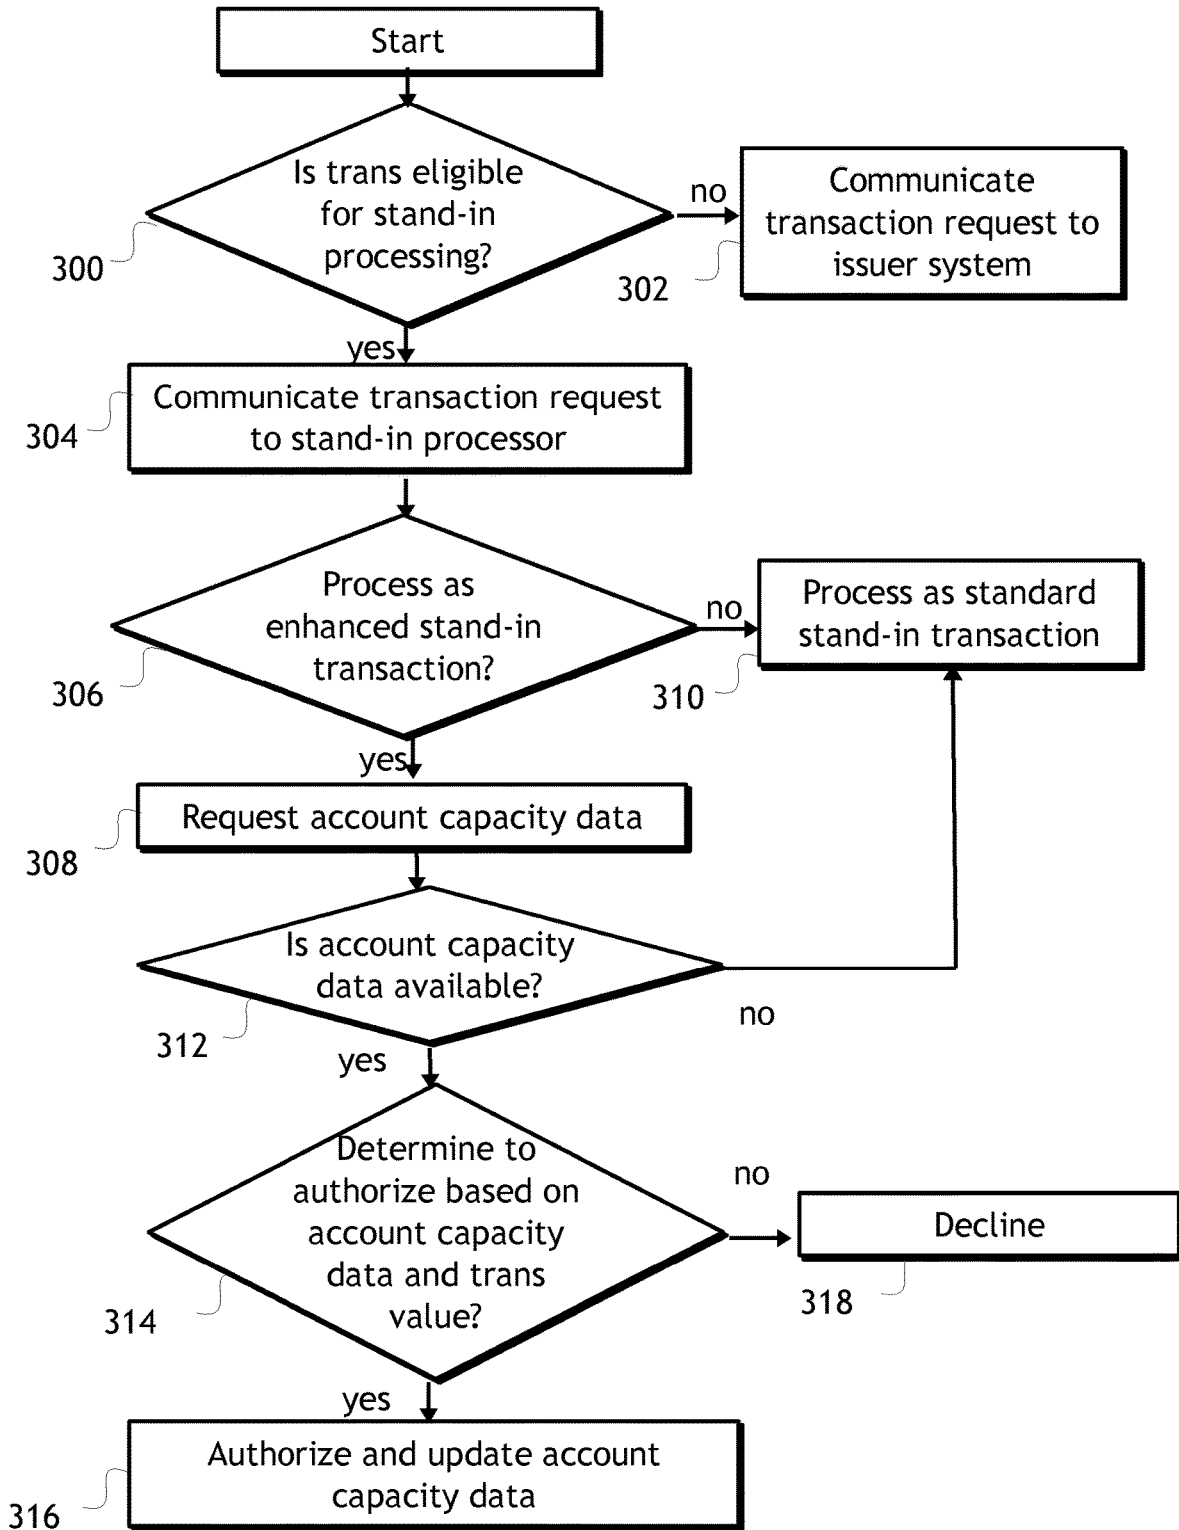 Start
Is trans eligible
for stand-in
processing?
300
no
Communicate
transaction request to
issuer system
302
yes
Communicate transaction request
to stand-in processor
304
Process as
enhanced stand-in
transaction?
306
no
Process as standard
stand-in transaction
310
yes
Request account capacity data
308
Is account capacity
data available?
312
no
yes
Determine to
authorize based on
account capacity
data and trans
value?
314
no
Decline
318
yes
Authorize and update account
capacity data
316